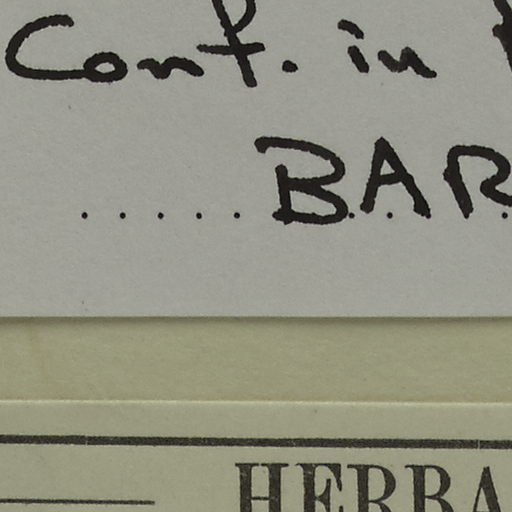 Conf. in
..... BAR
HERBA